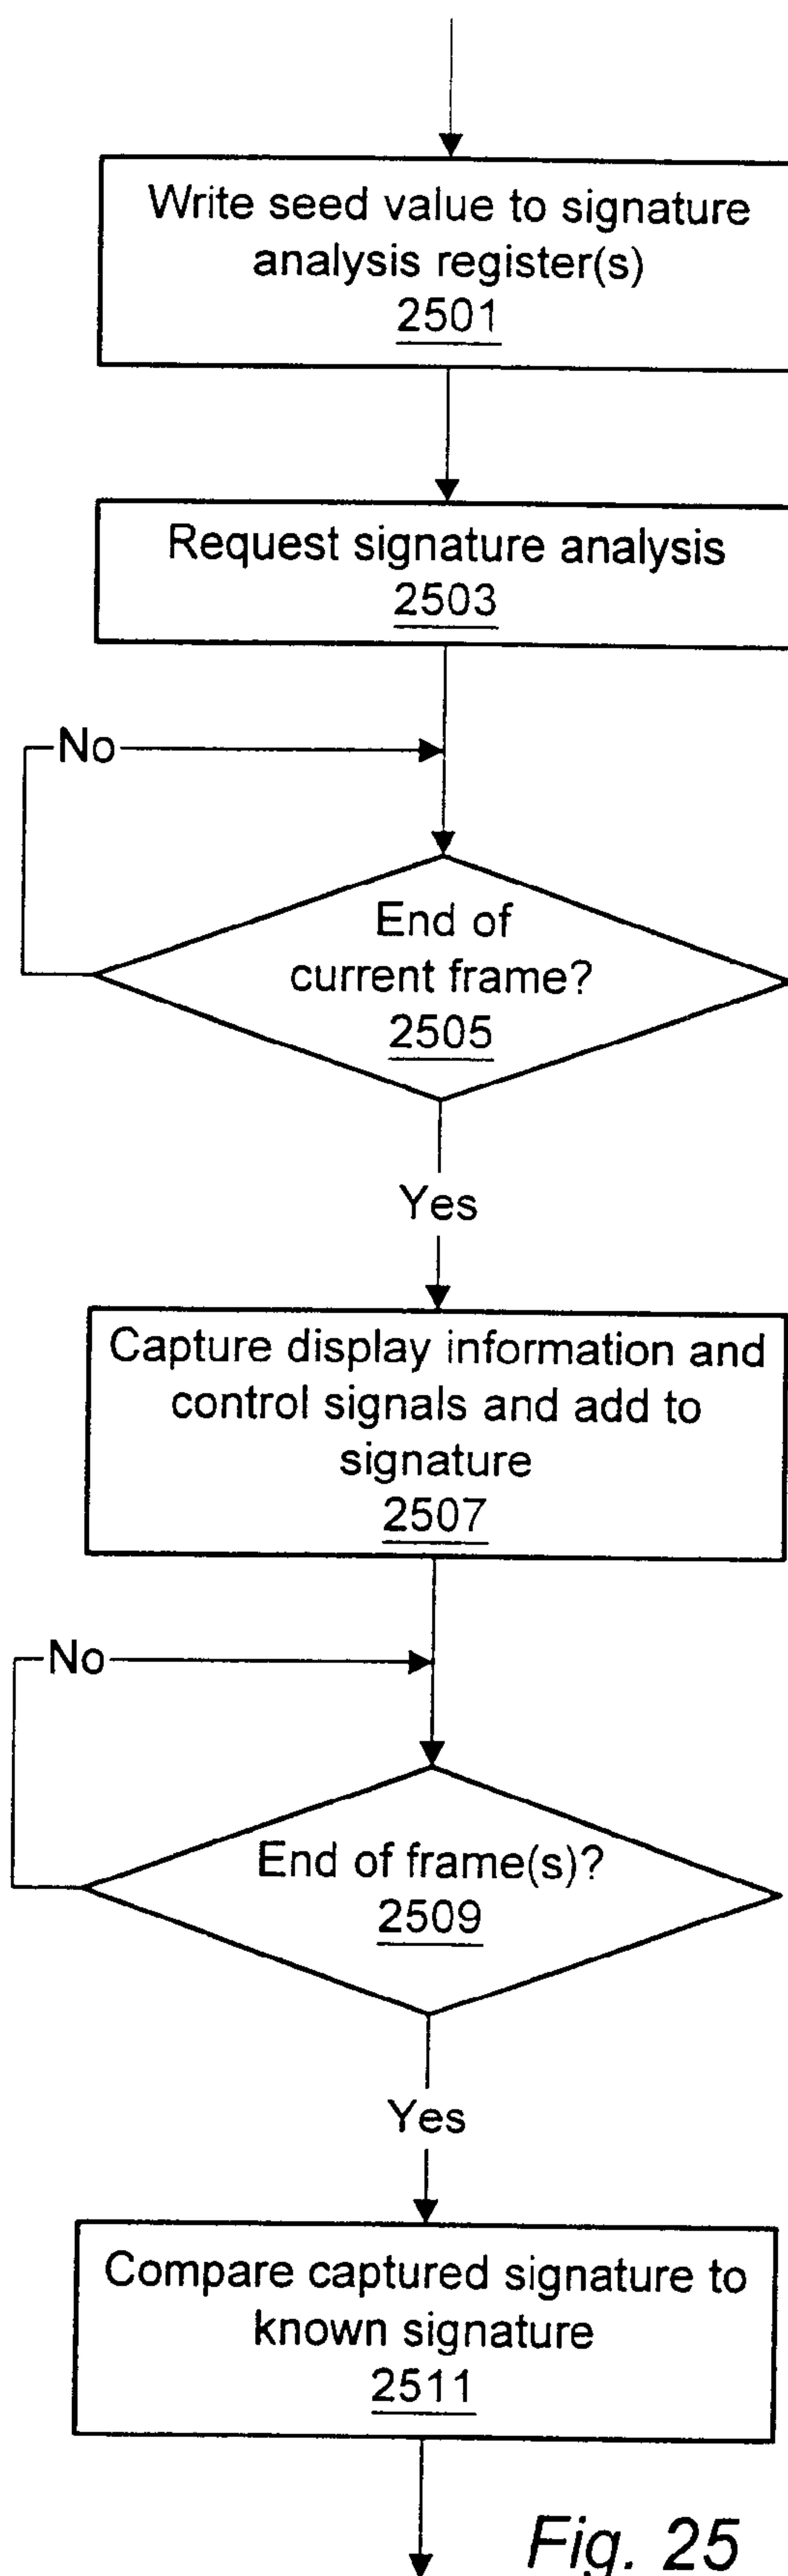 Write seed value to signature
analysis register(s)
2501
Request signature analysis
2503
No
End of
current frame?
2505
Yes
Capture display information and
control signals and add to
signature
2507
No
End of frame(s)?
2509
Yes
Compare captured signature to
known signature
2511
Fig. 25